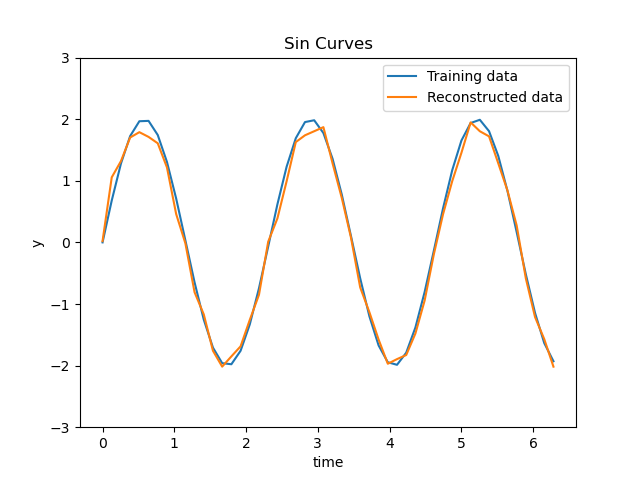 Sin Curves
Training data
Reconstructed data
3
2
1
0
−1
−2
−3
y
0
1
2
3
4
5
6
time